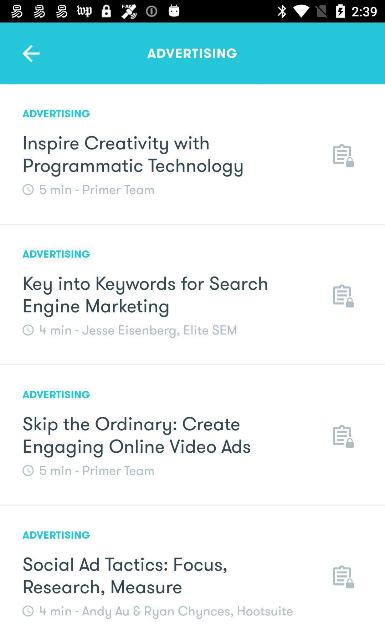 2:39
ADVERTISING
ADVERTISING
Inspire Creativity with
Programmatic Technology
5 min - Primer Team
ADVERTISING
Key into Keywords for Search
Engine Marketing
4 min - Jesse Eisenberg, Elite SEM
ADVERTISING
Skip the Ordinary: Create
Engaging Online Video Ads
5 min - Primer Team
ADVERTISING
Social Ad Tactics: Focus,
Research, Measure
4 min - Andy Au & Ryan Chynces, Hootsuite